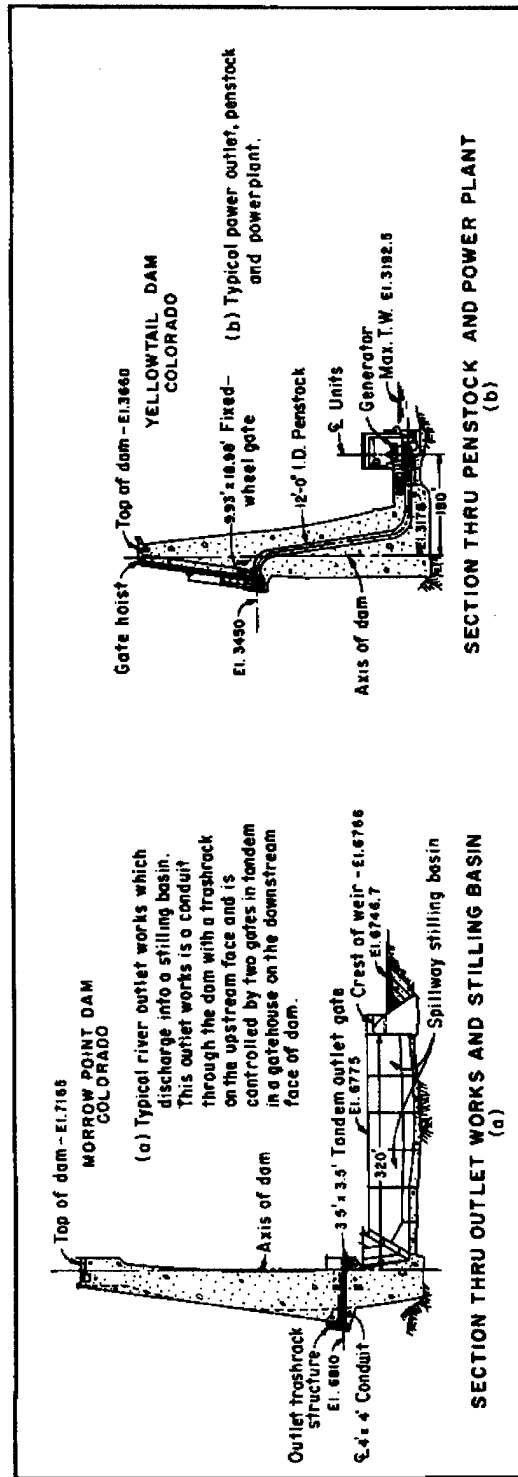 Top of dam-El.7165
MORROW POINT DAM
COLORADO
(a) Typical river outlet works which
discharge into a stilling basin.
This outlet works is a conduit
through the dam with a trashrack
on the upstream face and is
controlled by two gates in tandem
in a gatehouse on the downstream
face of dam.
Axis of dam
Outlet trashrack
structure
El. 6810
℄ 4' x 4' Conduit
3.5' x 3.5' Tandem outlet gate
El. 6775
Crest of weir - El.6766
El.6746.7
320'
Spillway stilling basin
SECTION THRU OUTLET WORKS AND STILLING BASIN
(a)
Top of dam-El.3660
Gate hoist
YELLOWTAIL DAM
COLORADO
9.93' x 18.98' Fixed-
wheel gate
(b) Typical power outlet, penstock
and powerplant.
El. 3450
12'-0" I.D. Penstock
℄ Units
Generator
Max. T.W. El.3192.5
Axis of dam
180'
SECTION THRU PENSTOCK AND POWER PLANT
(b)